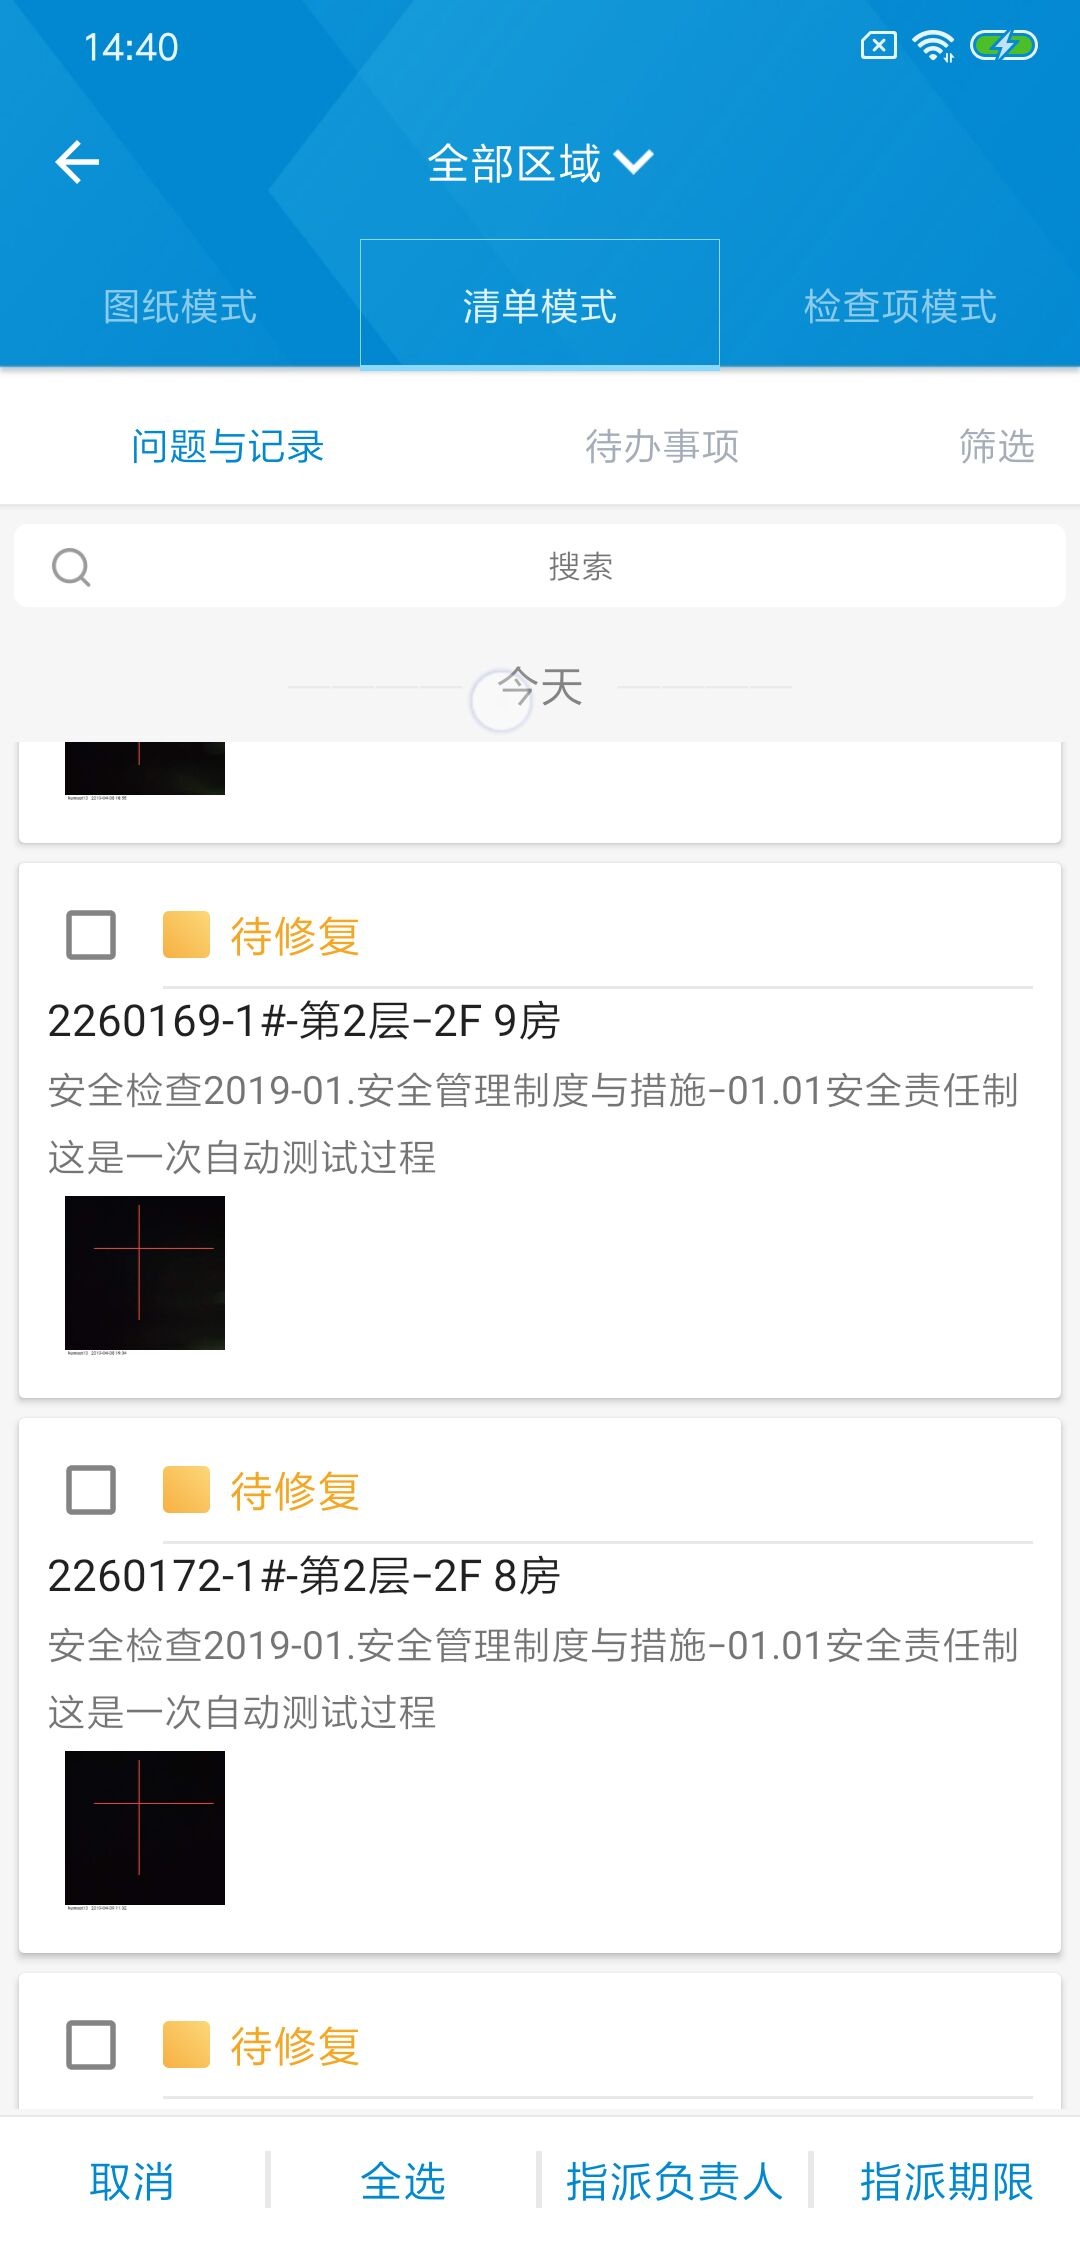 14:40
全部区域
图纸模式
清单模式
检查项模式
问题与记录
待办事项
筛选
搜索
今天
待修复
2260169-1#-第2层-2F 9房
安全检查2019-01.安全管理制度与措施-01.01安全责任制
这是一次自动测试过程
待修复
2260172-1#-第2层-2F 8房
安全检查2019-01.安全管理制度与措施-01.01安全责任制
这是一次自动测试过程
待修复
取消
全选
指派负责人
指派期限